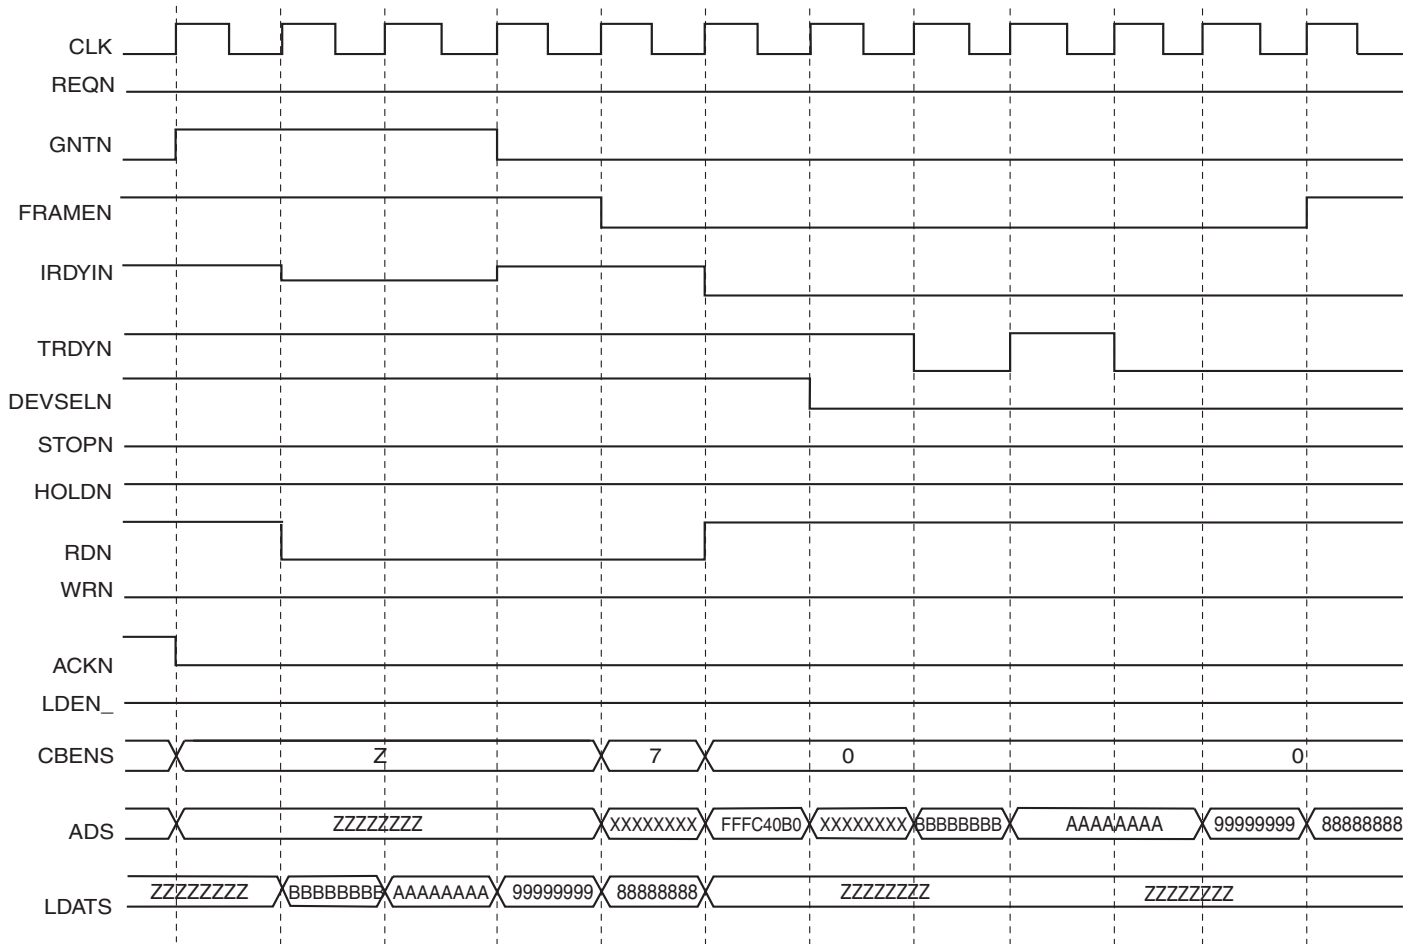 CLK
REQN
GNTN
FRAMEN
IRDYIN
TRDYN
DEVSELN
STOPN
HOLDN
RDN
WRN
ACKN
LDEN_
CBENS Z 7 0 0
ADS ZZZZZZZZ XXXXXXXX FFFC40B0 XXXXXXXX BBBBBBBB AAAAAAAA 99999999 88888888
LDATS ZZZZZZZZ BBBBBBBB AAAAAAAA 99999999 88888888 ZZZZZZZZ ZZZZZZZZ